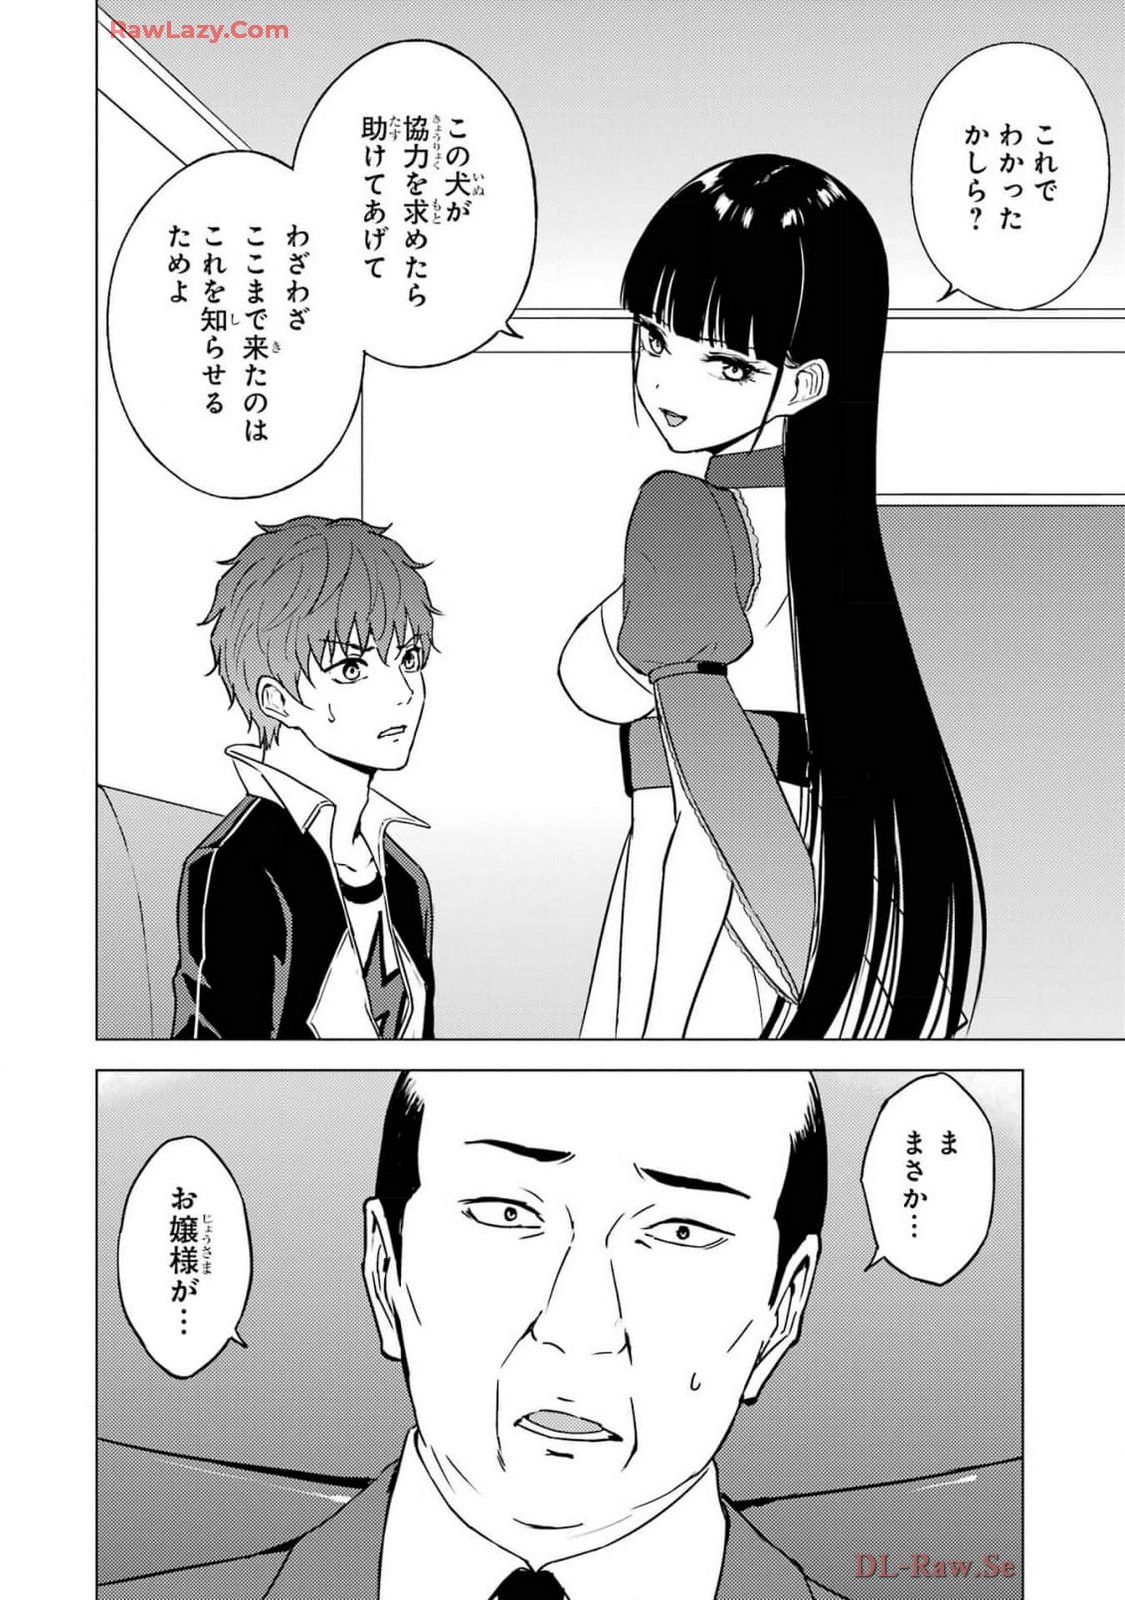 RawLazy.Com
これで
わかった
かしら？
この犬が
協力を求めたら
助けてあげて
わざわざ
ここまで来たのは
これを知らせる
ためよ
ま
まさか…
お嬢様が…
DL-Raw.Se